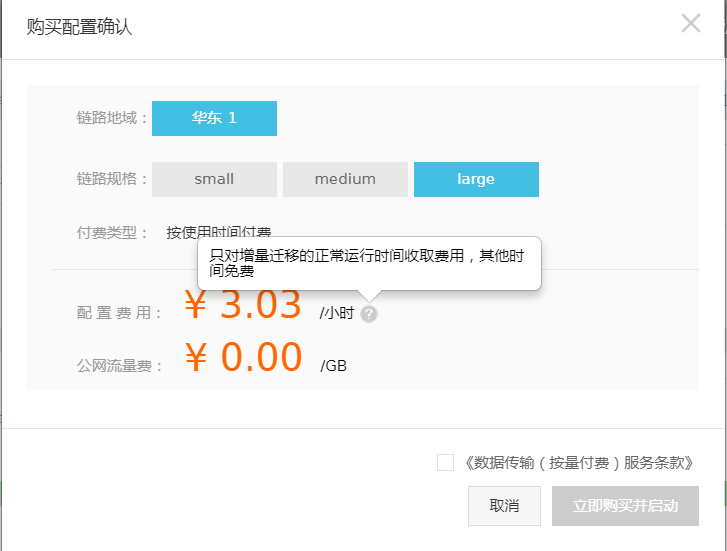 购买配置确认
链路地域： 华东 1
链路规格： small medium large
付费类型： 按使用时间付费
只对增量迁移的正常运行时间收取费用，其他时
间免费
配置费用： ¥ 3.03 /小时 ?
公网流量费： ¥ 0.00 /GB
《数据传输（按量付费）服务条款》
取消 立即购买并启动